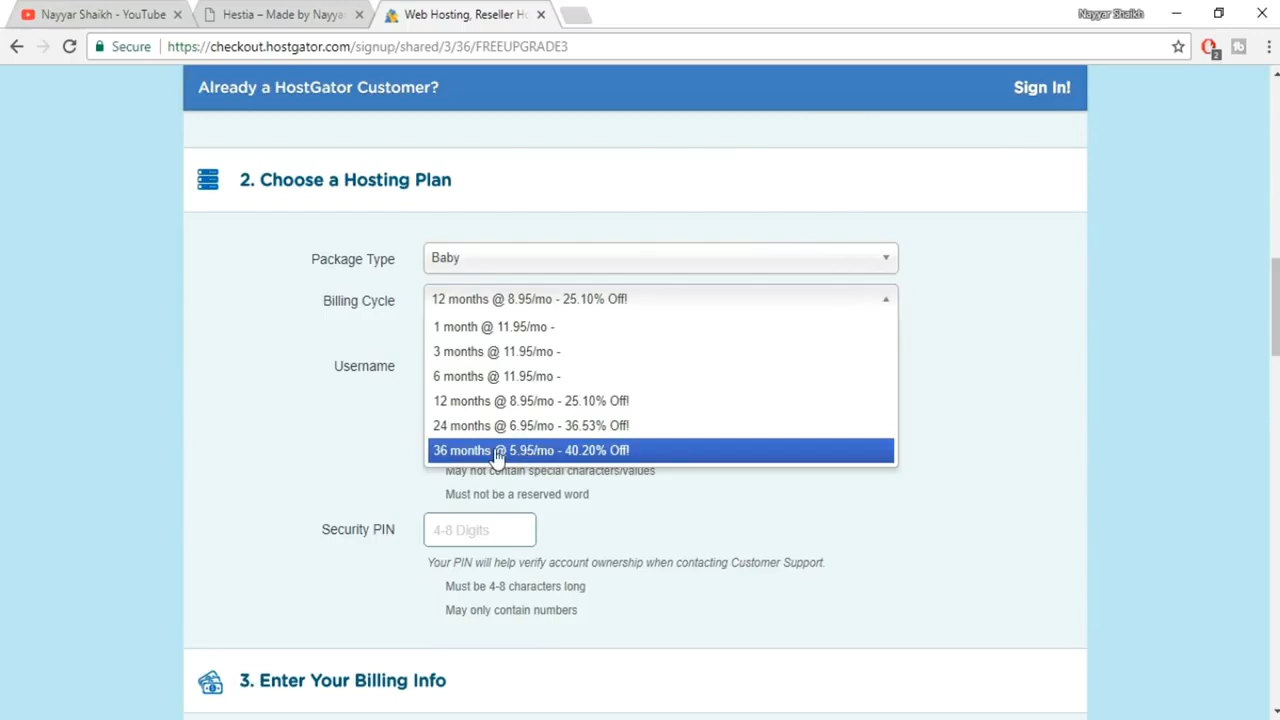 Nayyar Shaikh - YouTube
Hestia – Made by Nayya
Web Hosting, Reseller H
Nayyar Shaikh
Secure
https://checkout.hostgator.com/signup/shared/3/36/FREEUPGRADE3
2
Already a HostGator Customer?
Sign In!
2. Choose a Hosting Plan
Package Type
Baby
Billing Cycle
12 months @ 8.95/mo - 25.10% Off!
1 month @ 11.95/mo -
3 months @ 11.95/mo -
6 months @ 11.95/mo -
12 months @ 8.95/mo - 25.10% Off!
24 months @ 6.95/mo - 36.53% Off!
36 months @ 5.95/mo - 40.20% Off!
Username
May not contain special characters/values
Must not be a reserved word
Security PIN
4-8 Digits
Your PIN will help verify account ownership when contacting Customer Support.
Must be 4-8 characters long
May only contain numbers
3. Enter Your Billing Info